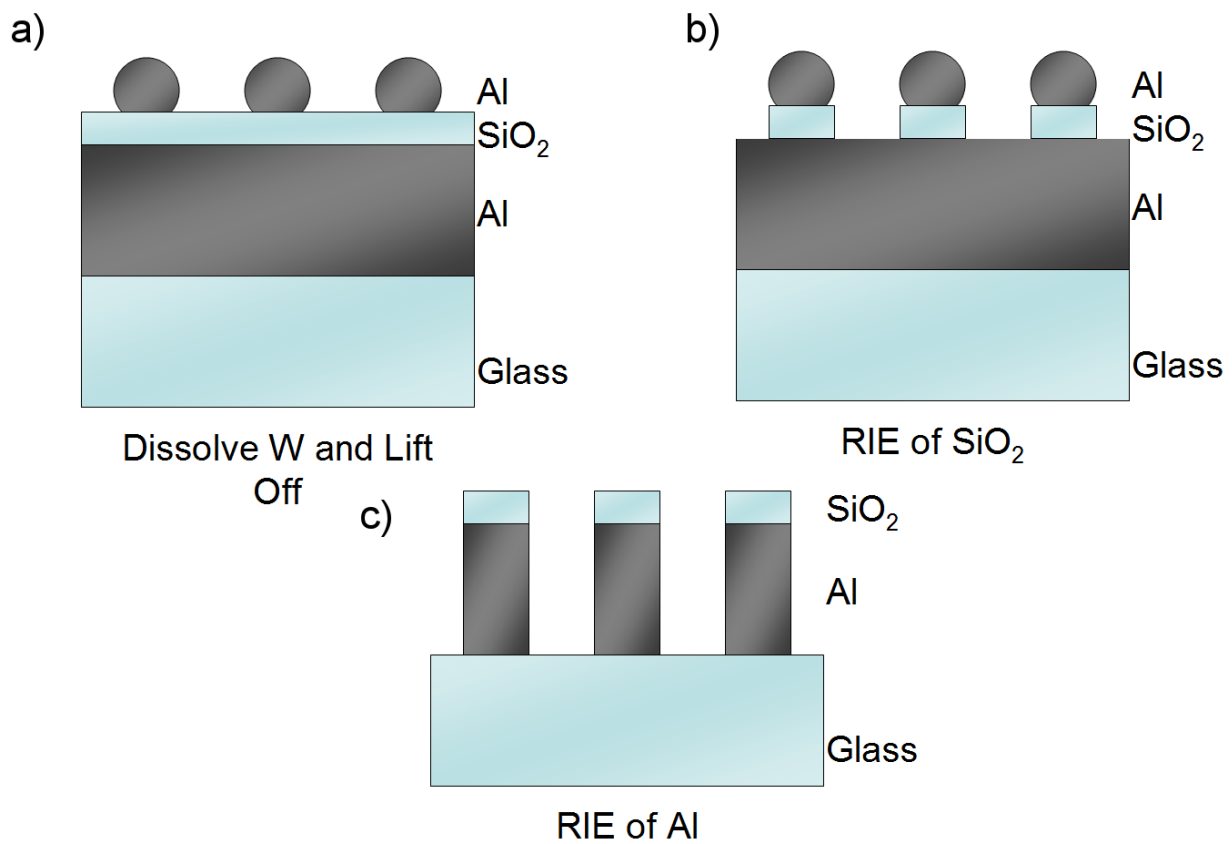 a)
Al
SiO₂
Al
Glass
Dissolve W and Lift
Off
b)
Al
SiO₂
Al
Glass
RIE of SiO₂
c)
SiO₂
Al
Glass
RIE of Al